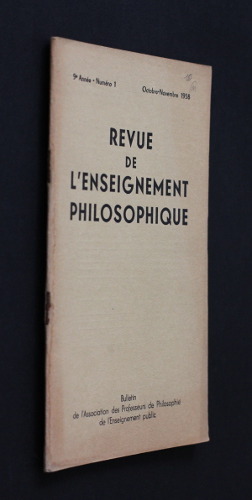 9e Année - Numéro 1
Octobre-Novembre 1958
REVUE
DE
L'ENSEIGNEMENT
PHILOSOPHIQUE
Bulletin
de l'Association des Professeurs de Philosophie
de l'Enseignement public